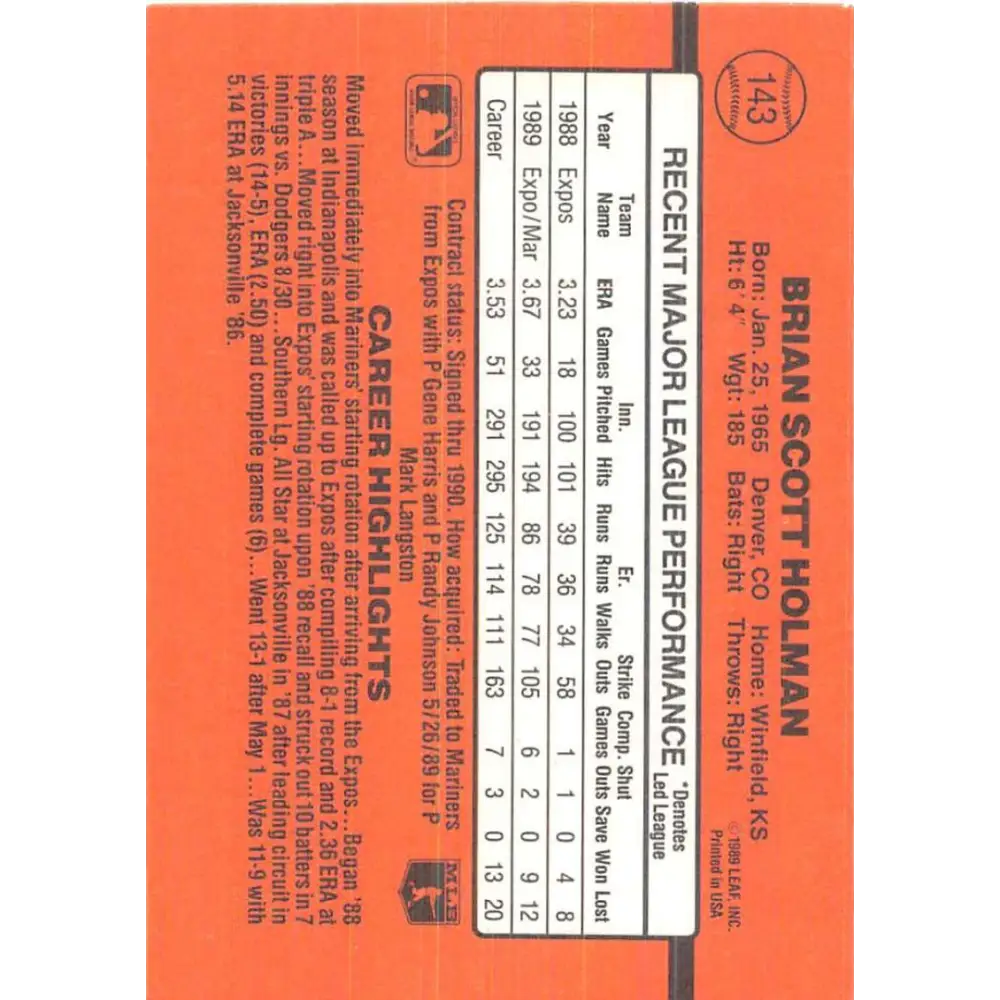 143
BRIAN SCOTT HOLMAN
Born: Jan. 25, 1965 Denver, CO Home: Winfield, KS
Ht: 6' 4" Wgt: 185 Bats: Right Throws: Right
© 1989 LEAF, INC.
Printed in USA
RECENT MAJOR LEAGUE PERFORMANCE *Denotes
Led League
Team Inn. Er. Strike Comp. Shut
Year Name ERA Games Pitched Hits Runs Runs Walks Outs Games Outs Save Won Lost
1988 Expos 3.23 18 100 101 39 36 34 58 1 1 0 4 8
1989 Expo/Mar 3.67 33 191 194 86 78 77 105 6 2 0 9 12
Career 3.53 51 291 295 125 114 111 163 7 3 0 13 20
Contract status: Signed thru 1990. How acquired: Traded to Mariners
from Expos with P Gene Harris and P Randy Johnson 5/26/89 for P
Mark Langston
MLB
CAREER HIGHLIGHTS
Moved immediately into Mariners' starting rotation after arriving from the Expos...Began '88
season at Indianapolis and was called up to Expos after compiling 8-1 record and 2.36 ERA at
triple A...Moved right into Expos' starting rotation upon '88 recall and struck out 10 batters in 7
innings vs. Dodgers 8/30...Southern Lg. All Star at Jacksonville in '87 after leading circuit in
victories (14-5), ERA (2.50) and complete games (6)...Went 13-1 after May 1...Was 11-9 with
5.14 ERA at Jacksonville '86.